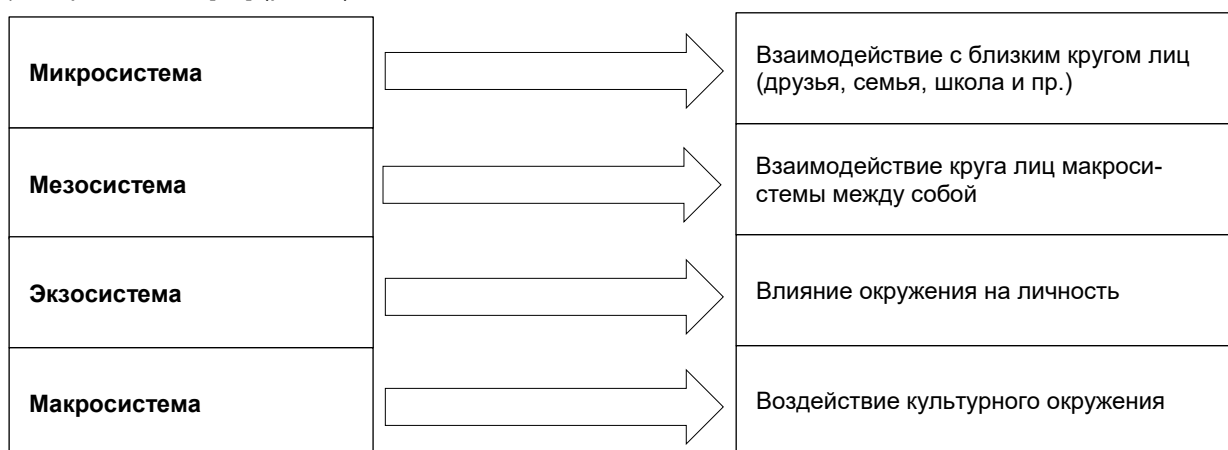 Микросистема
Взаимодействие с близким кругом лиц
(друзья, семья, школа и пр.)
Мезосистема
Взаимодействие круга лиц макроси-
стемы между собой
Экзосистема
Влияние окружения на личность
Макросистема
Воздействие культурного окружения